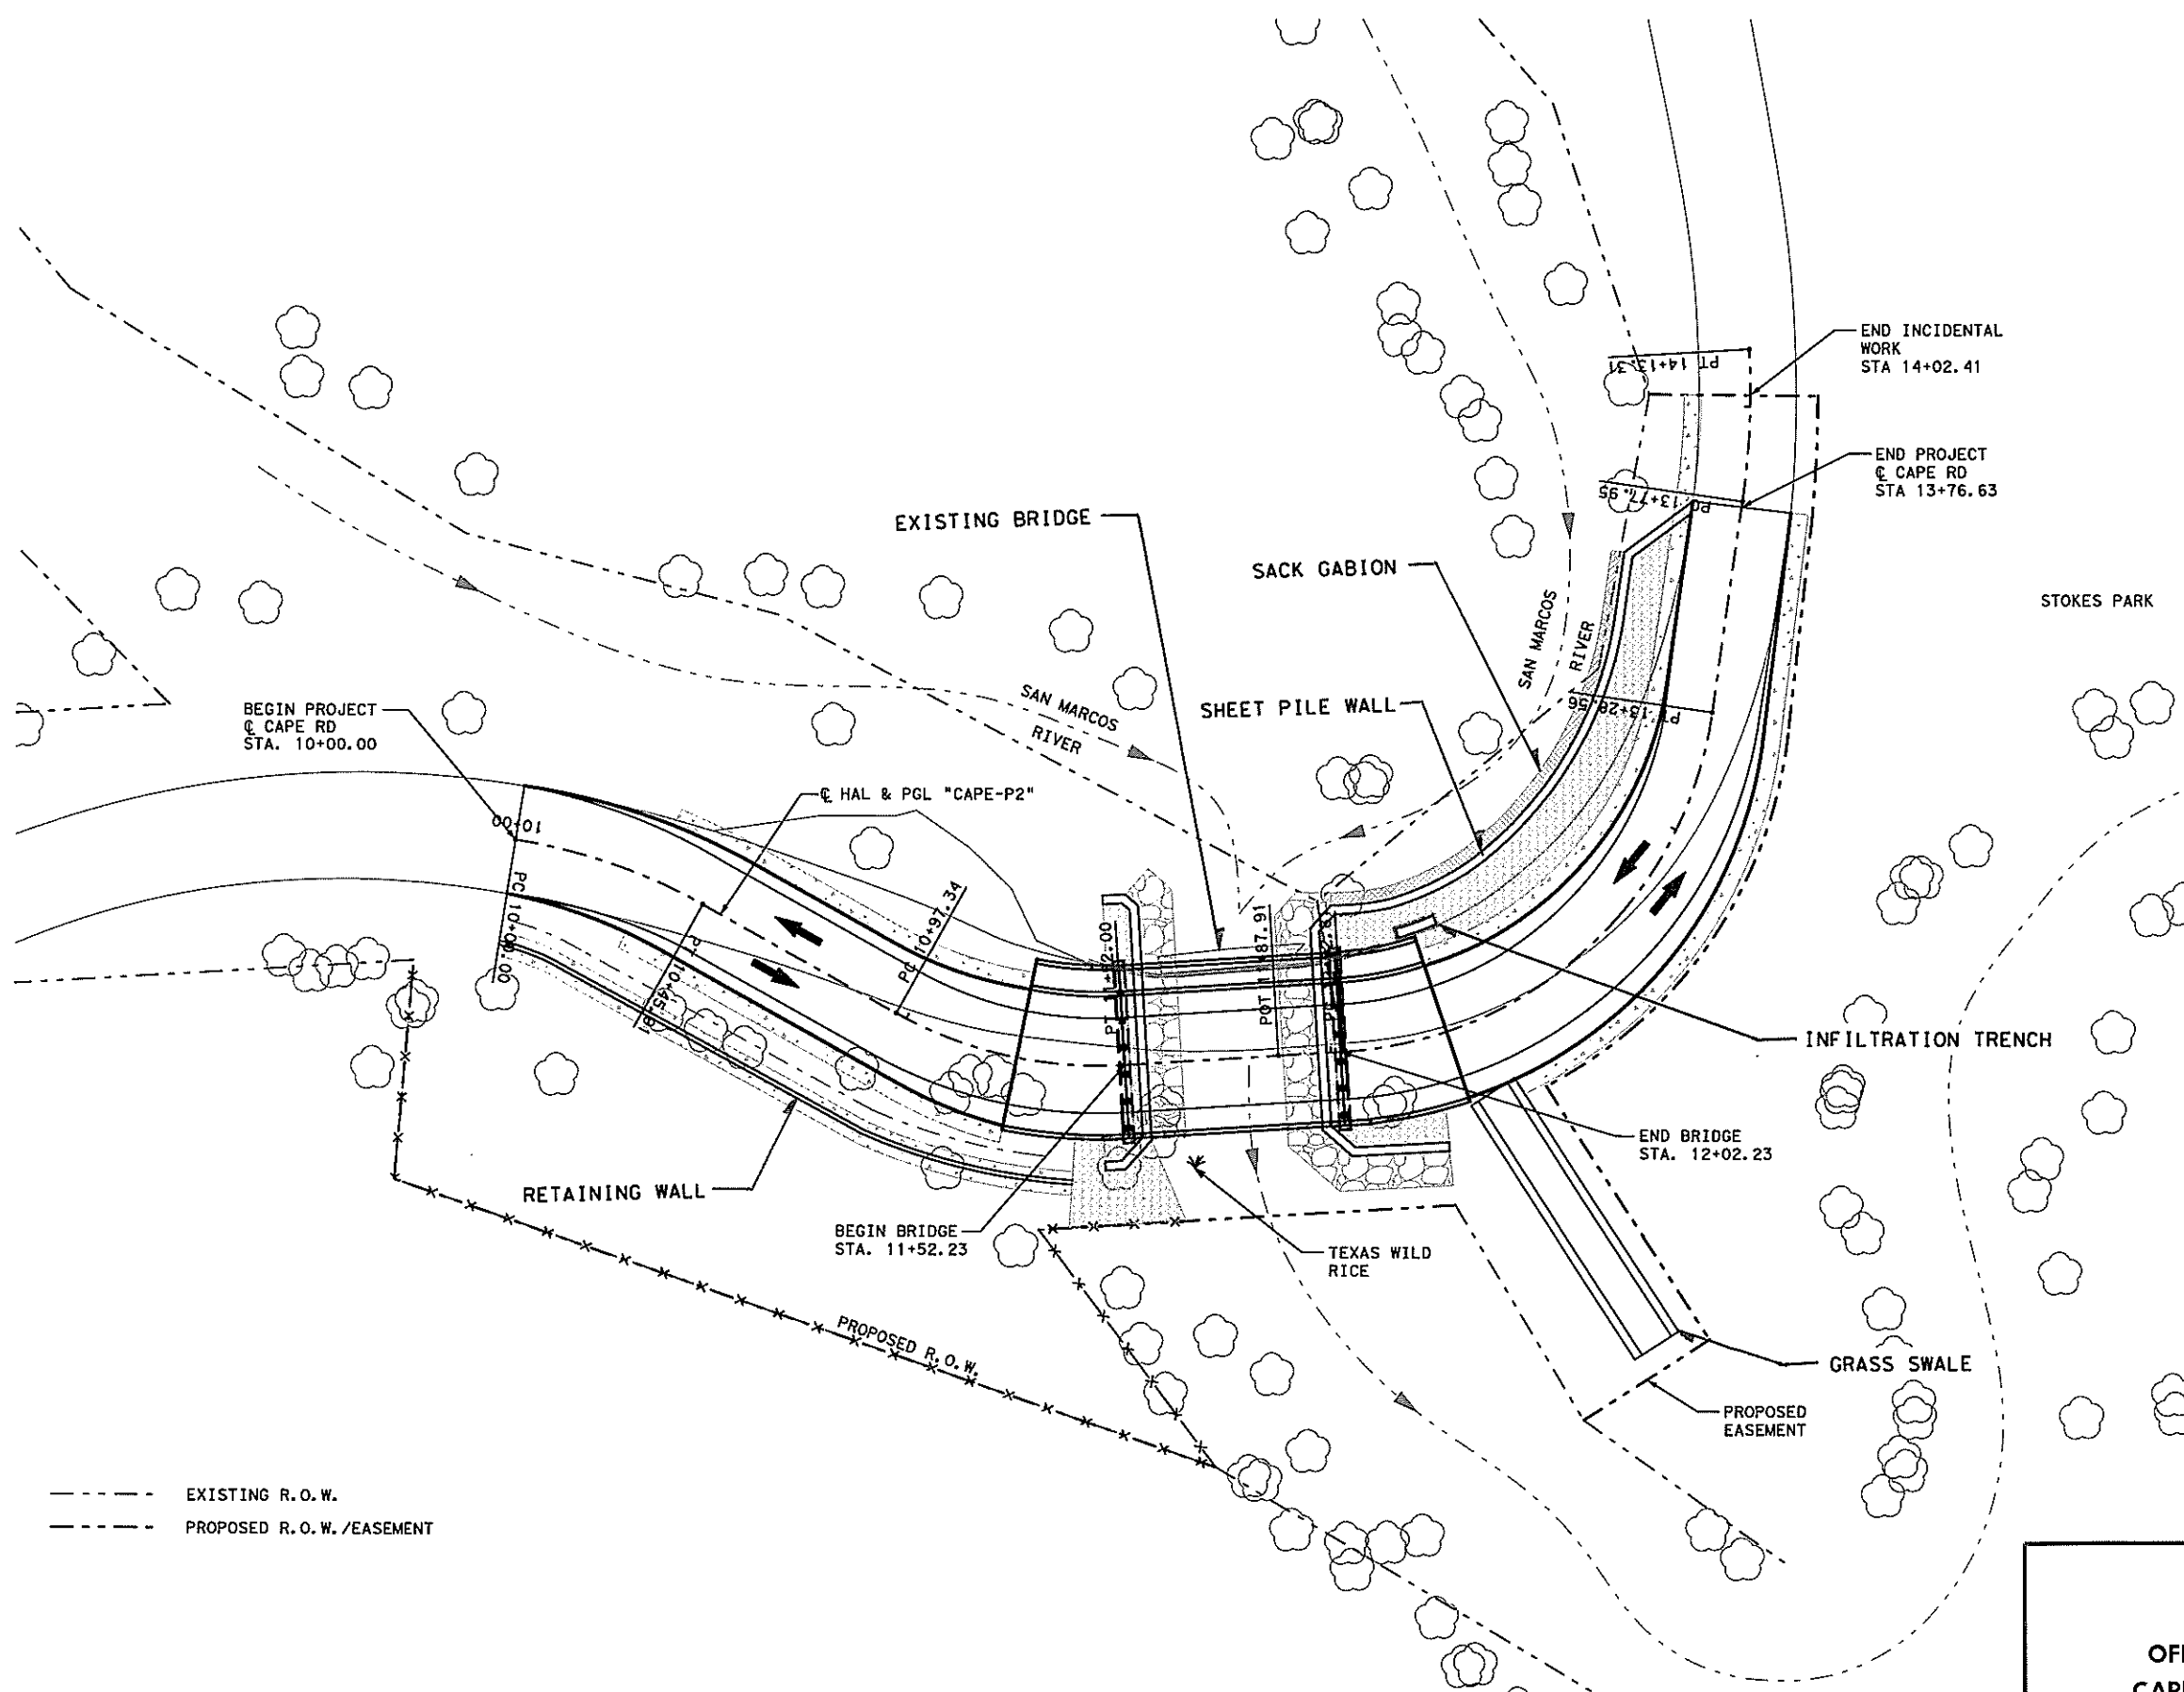 END INCIDENTAL
WORK
STA 14+02.41
PT 14+13.31
END PROJECT
℄ CAPE RD
STA 13+76.63
PC 13+77.95
EXISTING BRIDGE
SACK GABION
STOKES PARK
SAN MARCOS
RIVER
SHEET PILE WALL
PT 13+28.56
BEGIN PROJECT
℄ CAPE RD
STA. 10+00.00
SAN MARCOS
RIVER
℄ HAL & PGL "CAPE-P2"
10+00
PC 10+00.00
PC 10+97.34
PT 10+45.81
POT
87.91
INFILTRATION TRENCH
END BRIDGE
STA. 12+02.23
RETAINING WALL
BEGIN BRIDGE
STA. 11+52.23
TEXAS WILD
RICE
PROPOSED R.O.W.
GRASS SWALE
PROPOSED
EASEMENT
EXISTING R.O.W.
PROPOSED R.O.W./EASEMENT